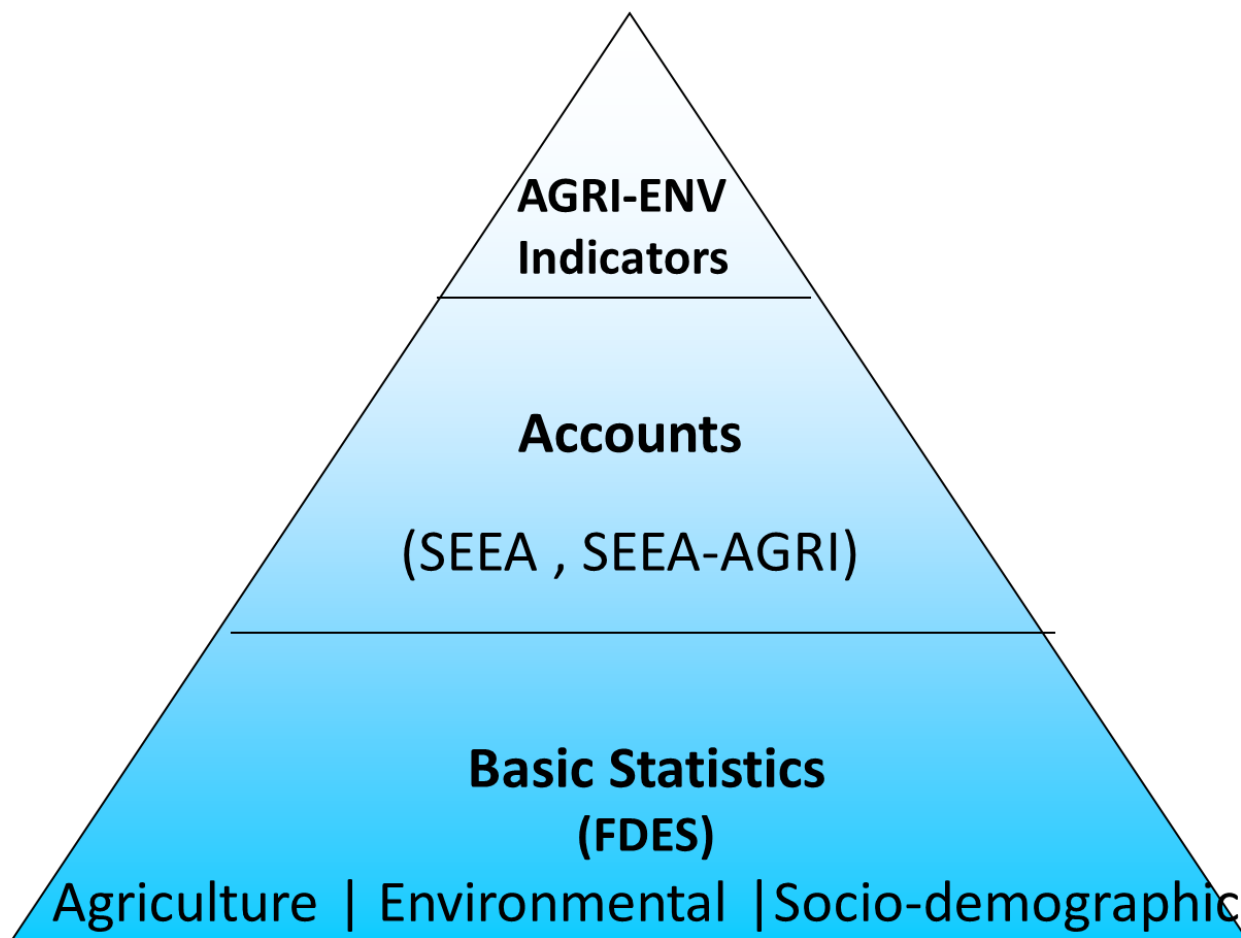 AGRI-ENV
Indicators
Accounts
(SEEA , SEEA-AGRI)
Basic Statistics
(FDES)
Agriculture | Environmental |Socio-demographic